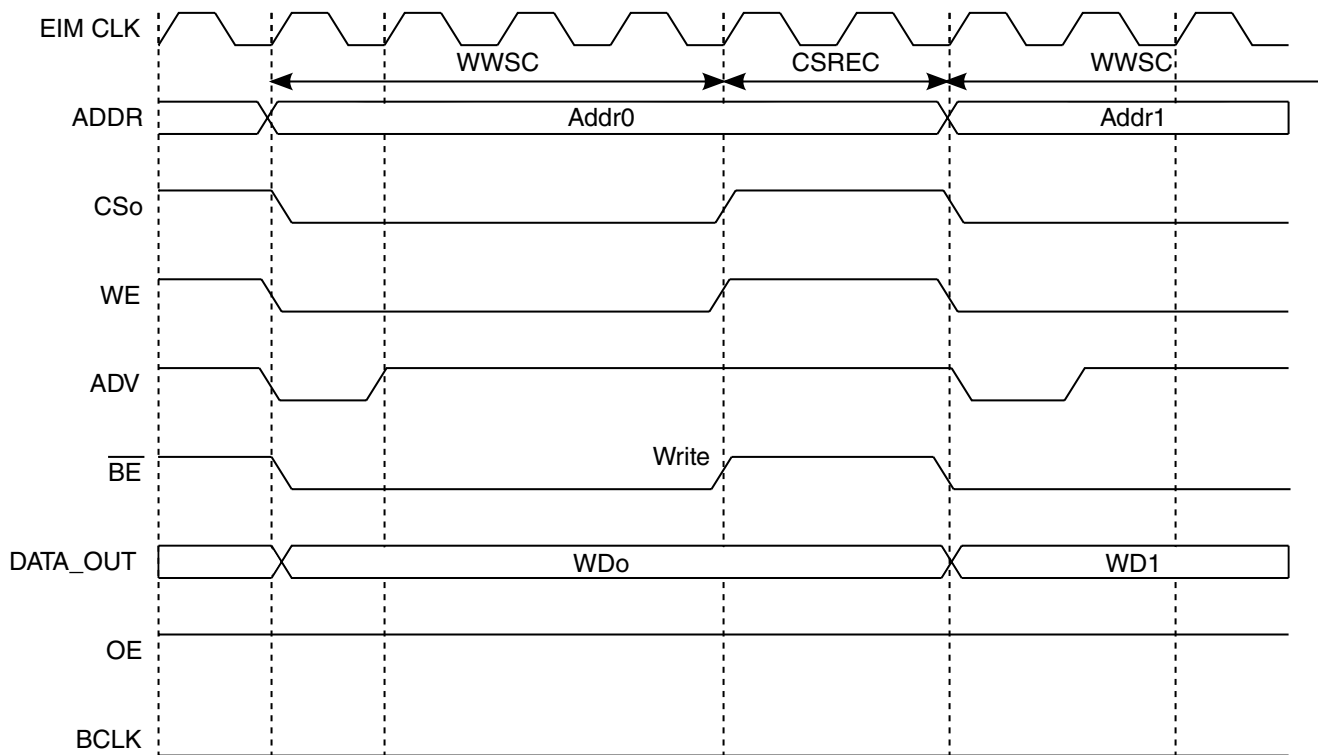 EIM CLK
WWSC CSREC WWSC
ADDR Addr0 Addr1
CSo
WE
ADV
BE Write
DATA_OUT WDo WD1
OE
BCLK